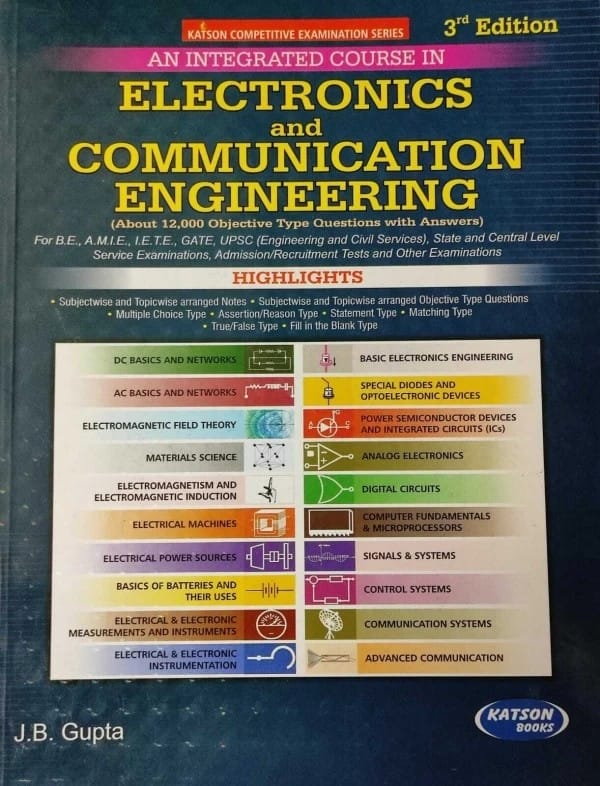 KATSON COMPETITIVE EXAMINATION SERIES
3rd Edition
AN INTEGRATED COURSE IN
ELECTRONICS
and
COMMUNICATION
ENGINEERING
(About 12,000 Objective Type Questions with Answers)
For B.E., A.M.I.E., I.E.T.E., GATE, UPSC (Engineering and Civil Services), State and Central Level
Service Examinations, Admission/Recruitment Tests and Other Examinations
HIGHLIGHTS
• Subjectwise and Topicwise arranged Notes • Subjectwise and Topicwise arranged Objective Type Questions
• Multiple Choice Type • Assertion/Reason Type • Statement Type • Matching Type
• True/False Type • Fill in the Blank Type
DC BASICS AND NETWORKS
AC BASICS AND NETWORKS
ELECTROMAGNETIC FIELD THEORY
MATERIALS SCIENCE
ELECTROMAGNETISM AND
ELECTROMAGNETIC INDUCTION
ELECTRICAL MACHINES
ELECTRICAL POWER SOURCES
BASICS OF BATTERIES AND
THEIR USES
ELECTRICAL & ELECTRONIC
MEASUREMENTS AND INSTRUMENTS
ELECTRICAL & ELECTRONIC
INSTRUMENTATION
BASIC ELECTRONICS ENGINEERING
SPECIAL DIODES AND
OPTOELECTRONIC DEVICES
POWER SEMICONDUCTOR DEVICES
AND INTEGRATED CIRCUITS (ICs)
ANALOG ELECTRONICS
DIGITAL CIRCUITS
COMPUTER FUNDAMENTALS
& MICROPROCESSORS
SIGNALS & SYSTEMS
CONTROL SYSTEMS
COMMUNICATION SYSTEMS
ADVANCED COMMUNICATION
J.B. Gupta
KATSON
BOOKS